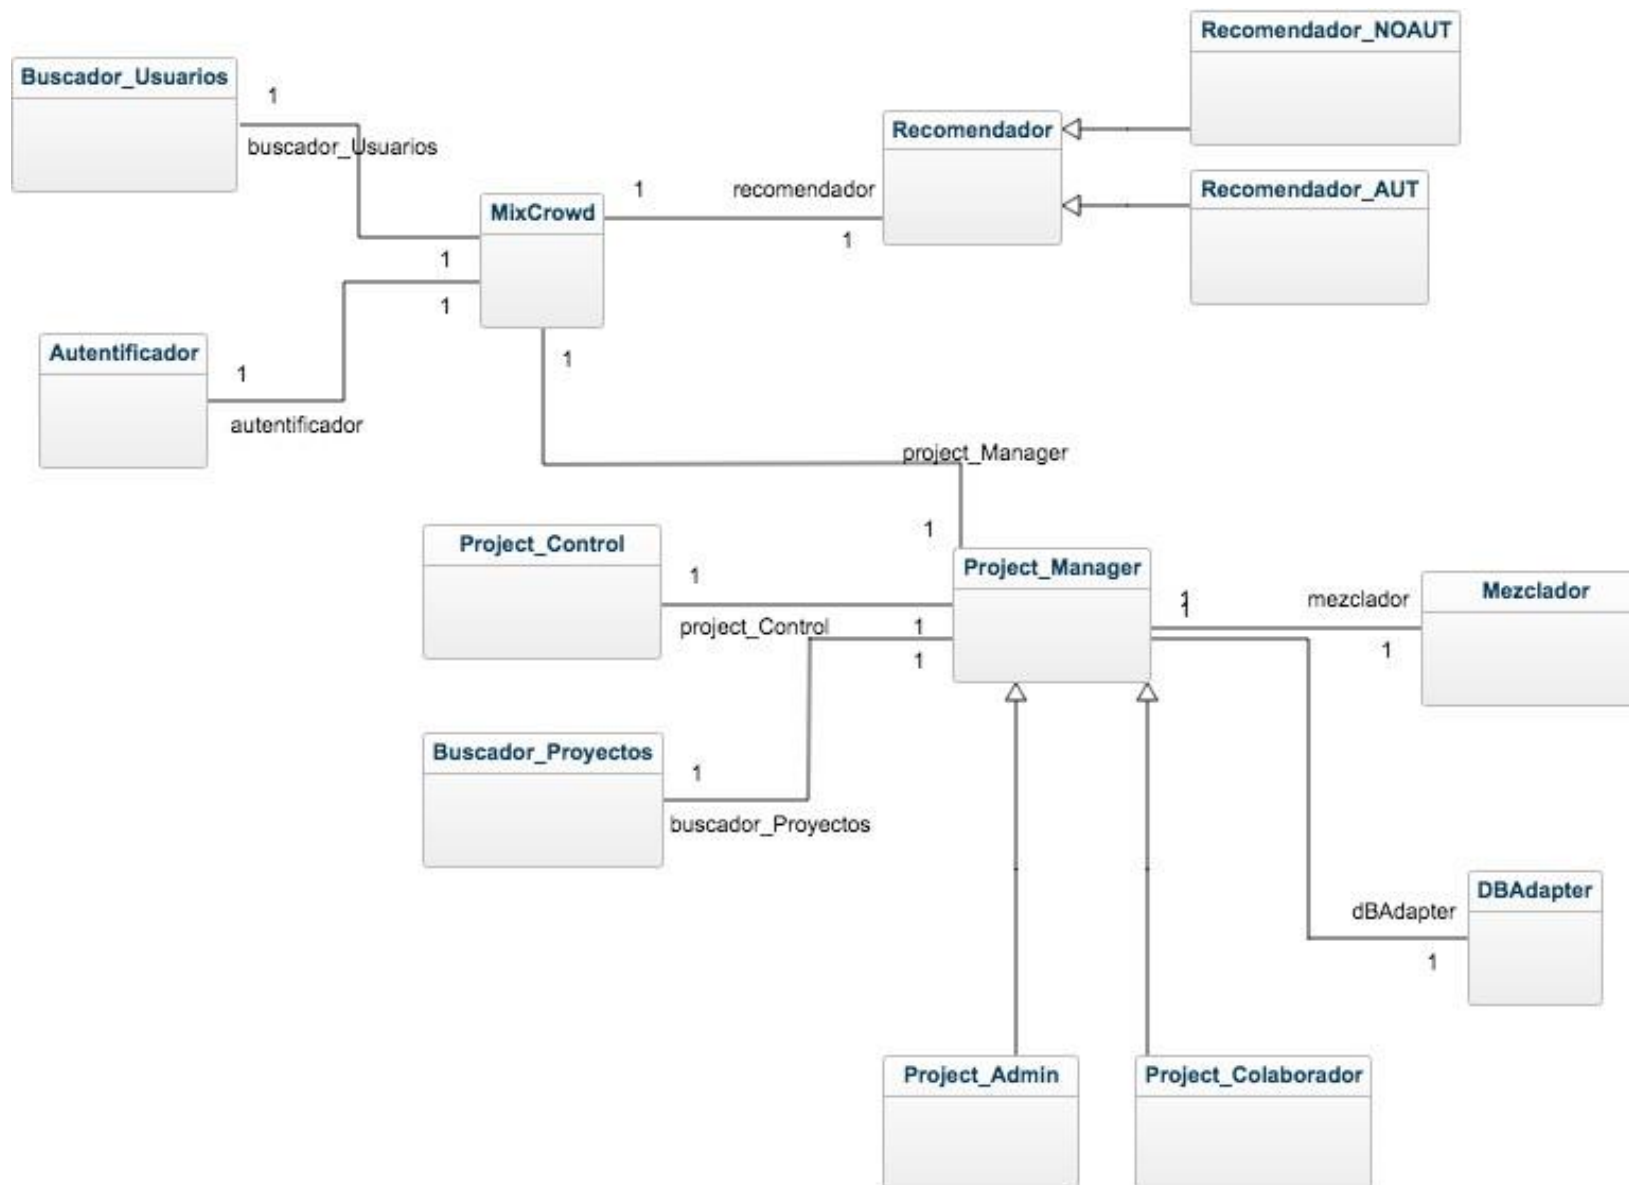 Recomendador_NOAUT
Buscador_Usuarios
1
buscador_Usuarios
Recomendador
Recomendador_AUT
1
recomendador
1
MixCrowd
1
1
1
Autentificador
1
autentificador
project_Manager
1
Project_Control
1
project_Control
Project_Manager
1
1
1
1
mezclador
1
Mezclador
Buscador_Proyectos
1
buscador_Proyectos
DBAdapter
dBAdapter
1
Project_Admin
Project_Colaborador